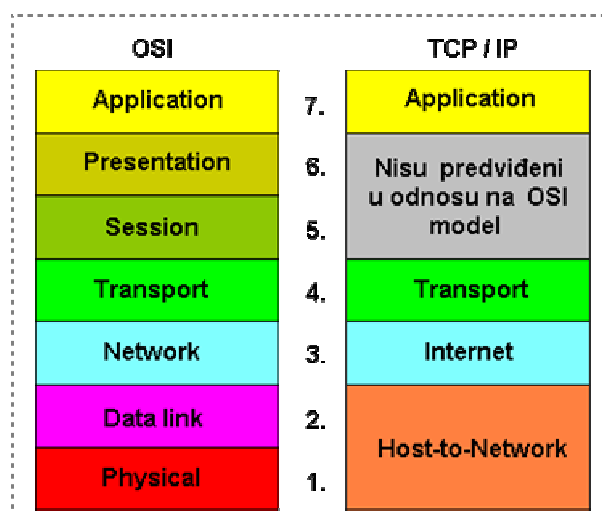 OSI TCP / IP
Application 7. Application
Presentation 6. Nisu predviđeni
u odnosu na OSI
Session 5. model
Transport 4. Transport
Network 3. Internet
Data link 2.
Host-to-Network
Physical 1.